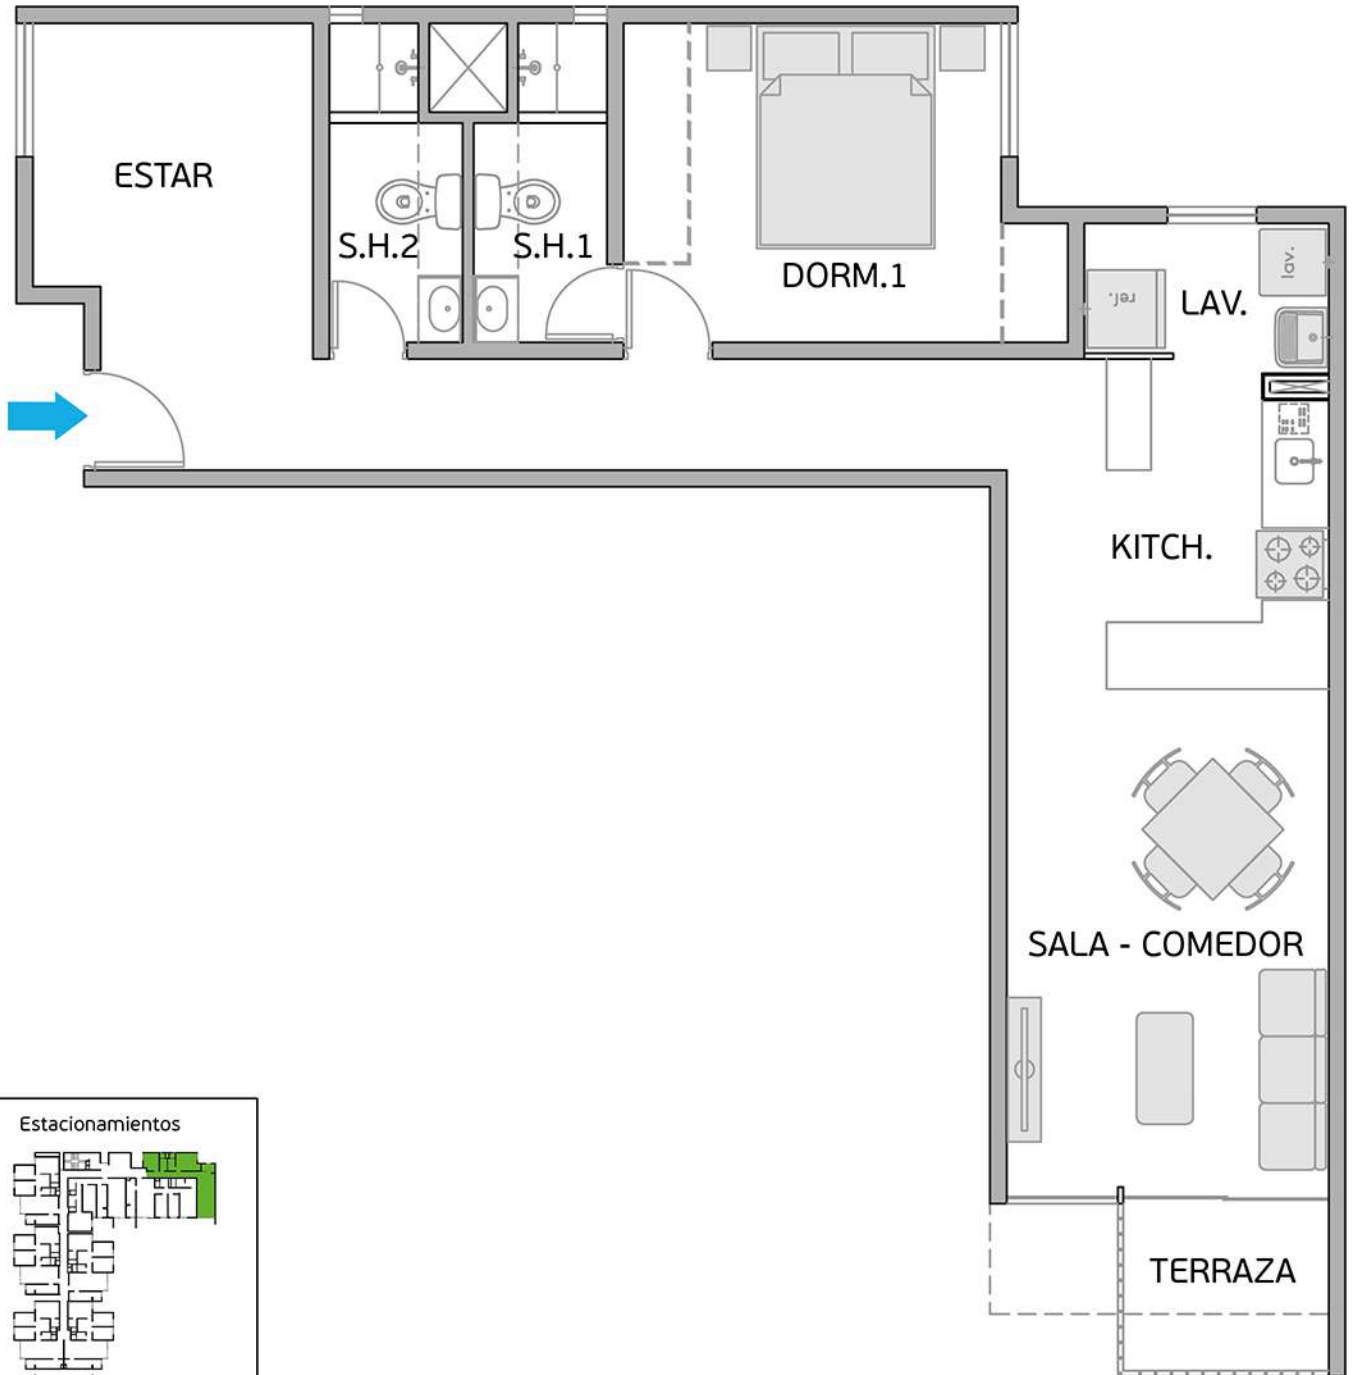 ESTAR
S.H.2
S.H.1
DORM.1
ref.
LAV.
lav.
KITCH.
SALA - COMEDOR
TERRAZA
Estacionamientos